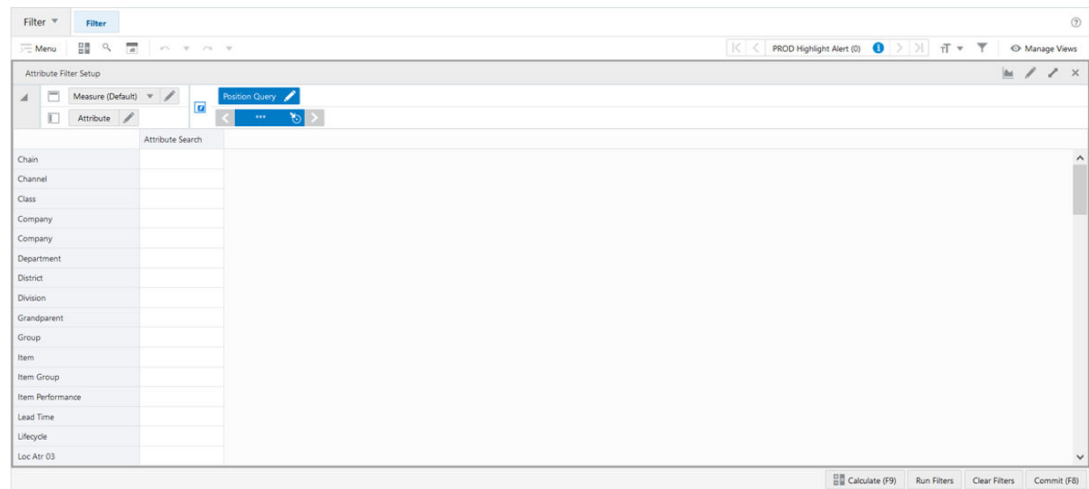 Filter Filter
Menu PROD Highlight Alert (0) Manage Views
Attribute Filter Setup
Measure (Default) Position Query
Attribute ***
Attribute Search
Chain
Channel
Class
Company
Company
Department
District
Division
Grandparent
Group
Item
Item Group
Item Performance
Lead Time
Lifecycle
Loc Atr 03
Calculate (F9) Run Filters Clear Filters Commit (F8)